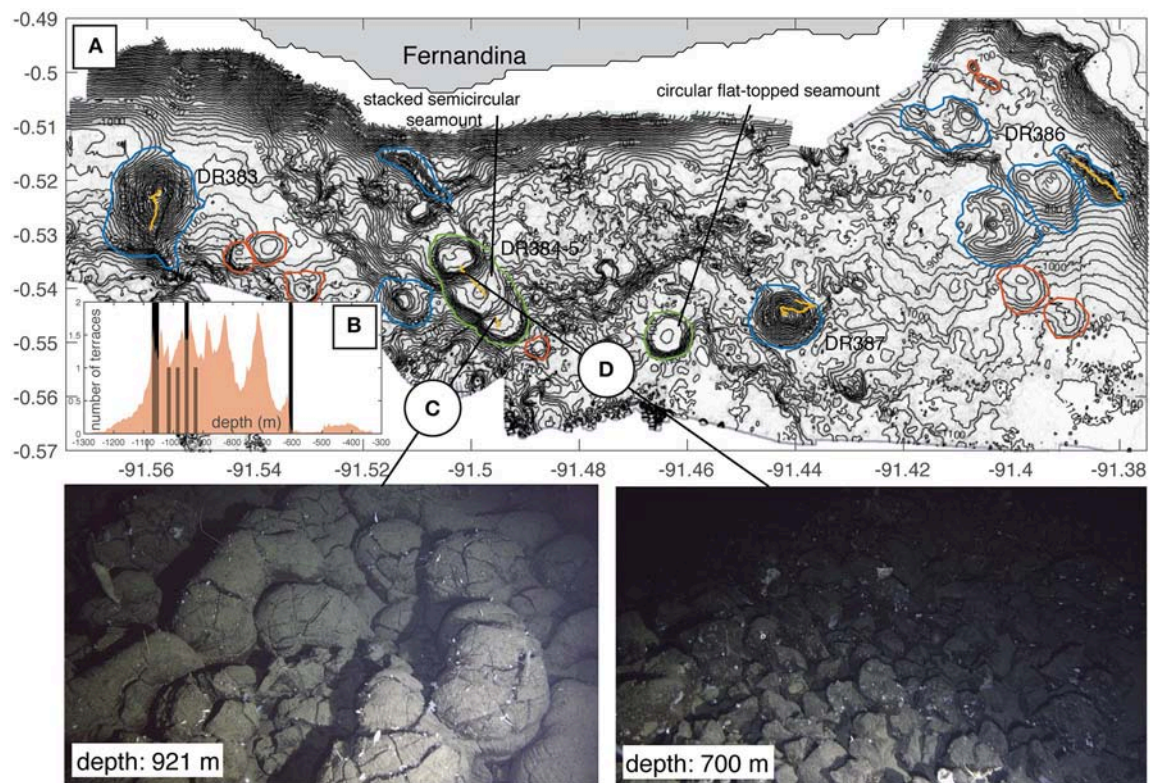 A
Fernandina
stacked semicircular
seamount
circular flat-topped seamount
DR383
DR384-5
DR386
DR387
-0.49
-0.5
-0.51
-0.52
-0.53
-0.54
-0.55
-0.56
-0.57
B
number of terraces
2
1.5
1
0.5
0
depth (m)
-1300 -1200 -1100 -1000 -900 -800 -700 -600 -500 -400 -300
C
D
-91.56 -91.54 -91.52 -91.5 -91.48 -91.46 -91.44 -91.42 -91.4 -91.38
depth: 921 m
depth: 700 m